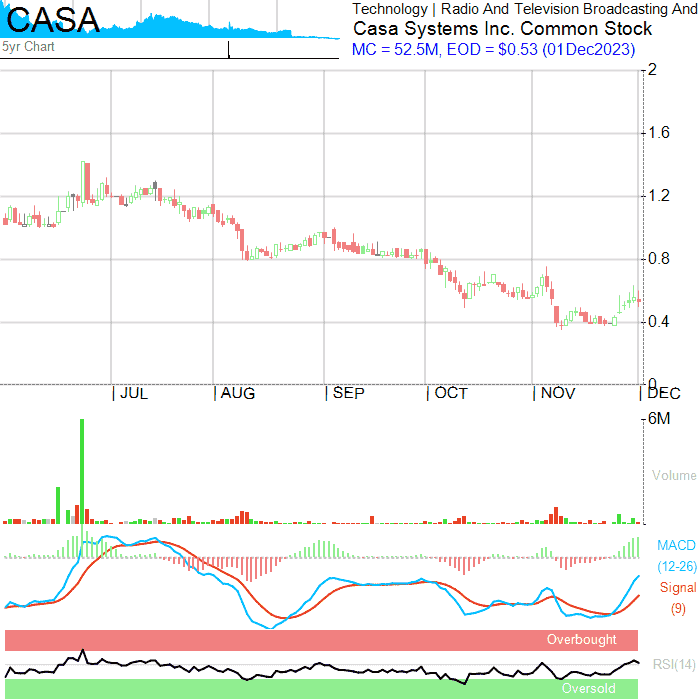 CASA
5yr Chart
Technology | Radio And Television Broadcasting And
Casa Systems Inc. Common Stock
MC = 52.5M, EOD = $0.53 (01Dec2023)
2
1.6
1.2
0.8
0.4
0
| JUL | AUG | SEP | OCT | NOV | DEC
6M
Volume
0
MACD
(12-26)
Signal
(9)
Overbought
RSI(14)
Oversold